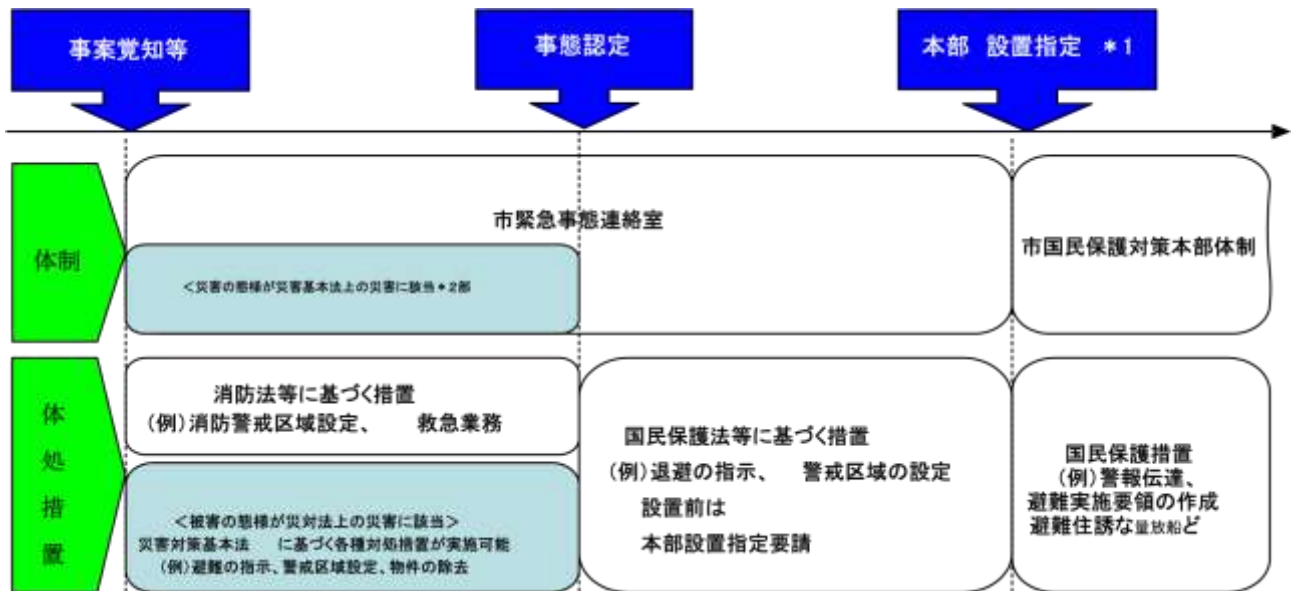 事案覚知等
事態認定
本部 設置指定 *1
体制
市緊急事態連絡室
<災害の態様が災害基本法上の災害に該当*2部
市国民保護対策本部体制
体処措置
消防法等に基づく措置
(例)消防警戒区域設定、 救急業務
<被害の態様が災対法上の災害に該当>
災害対策基本法 に基づく各種対処措置が実施可能
(例)避難の指示、警戒区域設定、物件の除去
国民保護法等に基づく措置
(例)退避の指示、 警戒区域の設定
設置前は
本部設置指定要請
国民保護措置
(例)警報伝達、
避難実施要領の作成
避難住誘な量放船ど